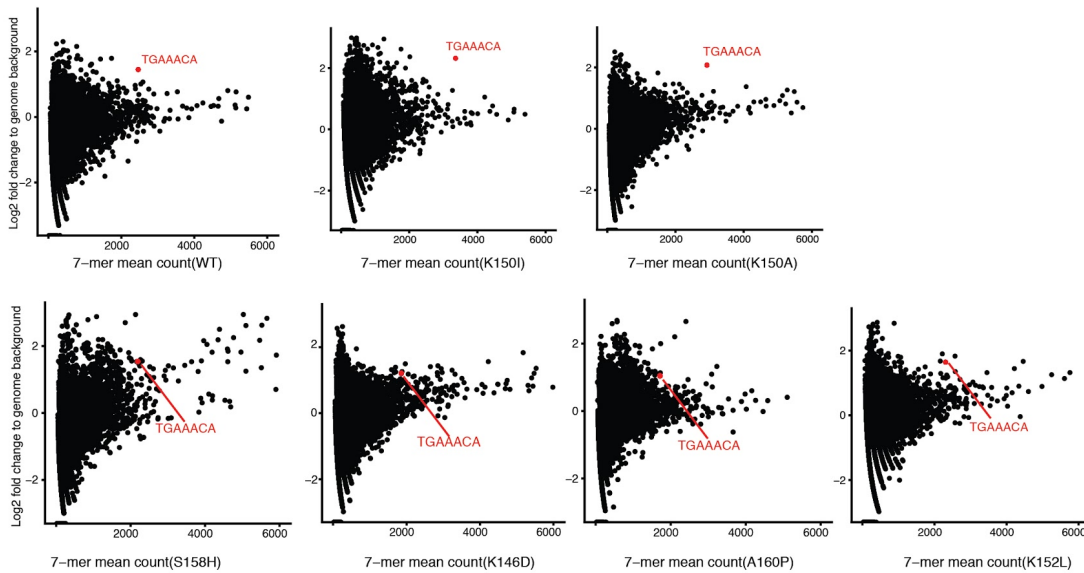 Log2 fold change to genome background
2
0
−2
TGAAACA
2000
4000
6000
7−mer mean count(WT)
2
0
−2
TGAAACA
2000
4000
6000
7−mer mean count(K150I)
2
0
−2
TGAAACA
2000
4000
6000
7−mer mean count(K150A)
Log2 fold change to genome background
2
0
−2
TGAAACA
2000
4000
6000
7−mer mean count(S158H)
2
0
−2
TGAAACA
2000
4000
6000
7−mer mean count(K146D)
2
0
−2
TGAAACA
2000
4000
6000
7−mer mean count(A160P)
2
0
−2
TGAAACA
2000
4000
6000
7−mer mean count(K152L)